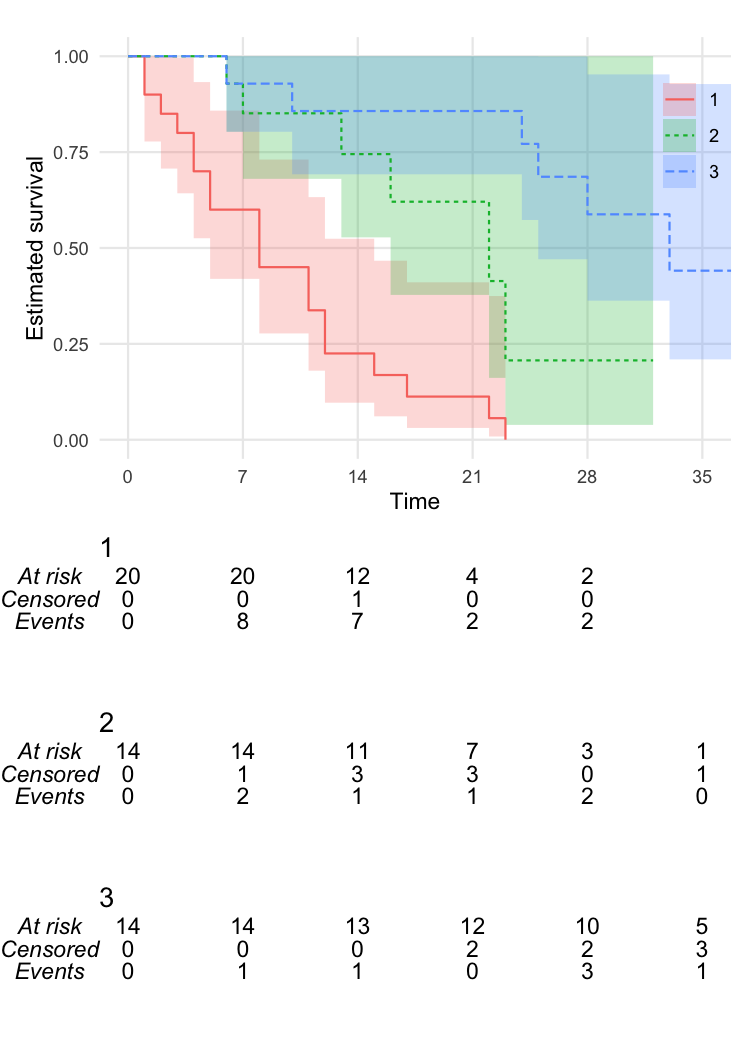 1.00
0.75
0.50
0.25
0.00
Estimated survival
1
2
3
0 7 14 21 28 35
Time
1
At risk 20 20 12 4 2
Censored 0 0 1 0 0
Events 0 8 7 2 2
2
At risk 14 14 11 7 3 1
Censored 0 1 3 3 0 1
Events 0 2 1 1 2 0
3
At risk 14 14 13 12 10 5
Censored 0 0 0 2 2 3
Events 0 1 1 0 3 1